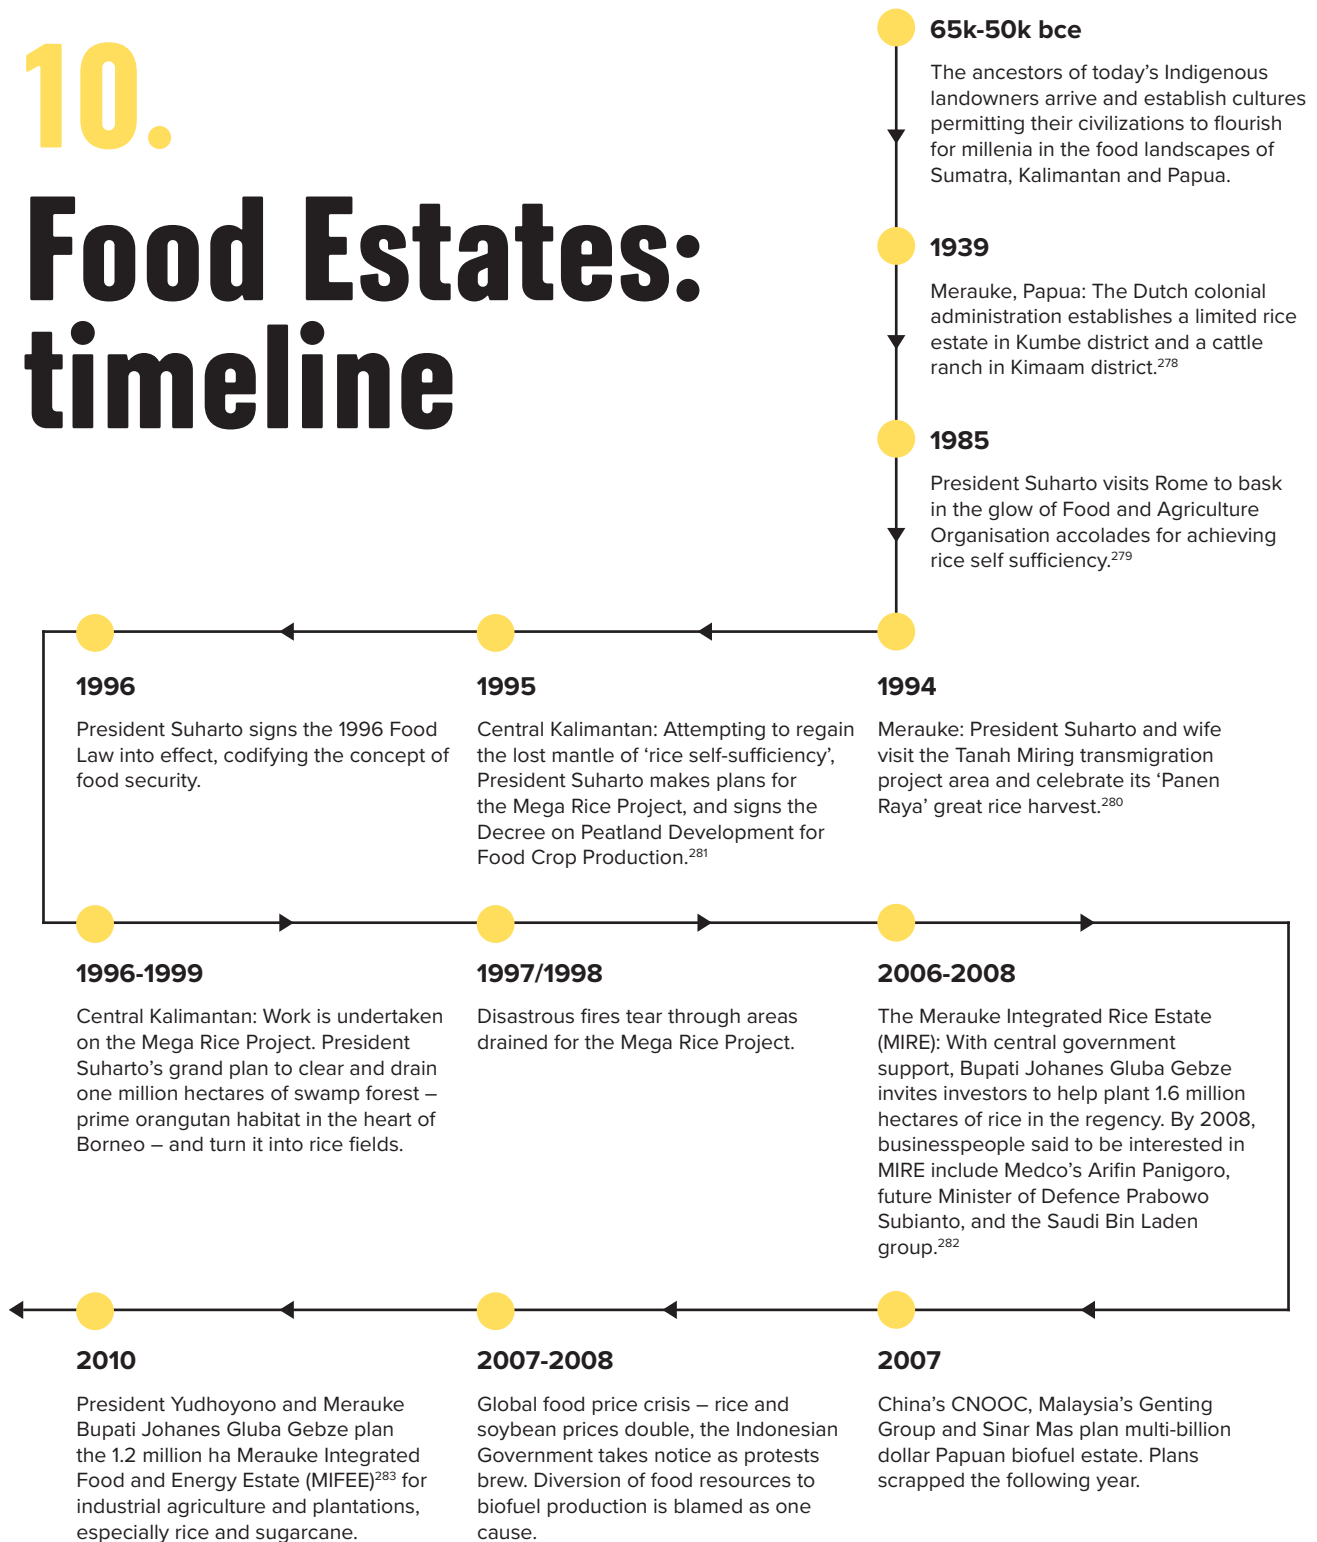 10.
Food Estates:
timeline
65k-50k bce
The ancestors of today’s Indigenous
landowners arrive and establish cultures
permitting their civilizations to flourish
for millenia in the food landscapes of
Sumatra, Kalimantan and Papua.
1939
Merauke, Papua: The Dutch colonial
administration establishes a limited rice
estate in Kumbe district and a cattle
ranch in Kimaam district.278
1985
President Suharto visits Rome to bask
in the glow of Food and Agriculture
Organisation accolades for achieving
rice self sufficiency.279
1994
Merauke: President Suharto and wife
visit the Tanah Miring transmigration
project area and celebrate its ‘Panen
Raya’ great rice harvest.280
1995
Central Kalimantan: Attempting to regain
the lost mantle of ‘rice self-sufficiency’,
President Suharto makes plans for
the Mega Rice Project, and signs the
Decree on Peatland Development for
Food Crop Production.281
1996
President Suharto signs the 1996 Food
Law into effect, codifying the concept of
food security.
1996-1999
Central Kalimantan: Work is undertaken
on the Mega Rice Project. President
Suharto’s grand plan to clear and drain
one million hectares of swamp forest –
prime orangutan habitat in the heart of
Borneo – and turn it into rice fields.
1997/1998
Disastrous fires tear through areas
drained for the Mega Rice Project.
2006-2008
The Merauke Integrated Rice Estate
(MIRE): With central government
support, Bupati Johanes Gluba Gebze
invites investors to help plant 1.6 million
hectares of rice in the regency. By 2008,
businesspeople said to be interested in
MIRE include Medco’s Arifin Panigoro,
future Minister of Defence Prabowo
Subianto, and the Saudi Bin Laden
group.282
2007
China’s CNOOC, Malaysia’s Genting
Group and Sinar Mas plan multi-billion
dollar Papuan biofuel estate. Plans
scrapped the following year.
2007-2008
Global food price crisis – rice and
soybean prices double, the Indonesian
Government takes notice as protests
brew. Diversion of food resources to
biofuel production is blamed as one
cause.
2010
President Yudhoyono and Merauke
Bupati Johanes Gluba Gebze plan
the 1.2 million ha Merauke Integrated
Food and Energy Estate (MIFEE)283 for
industrial agriculture and plantations,
especially rice and sugarcane.